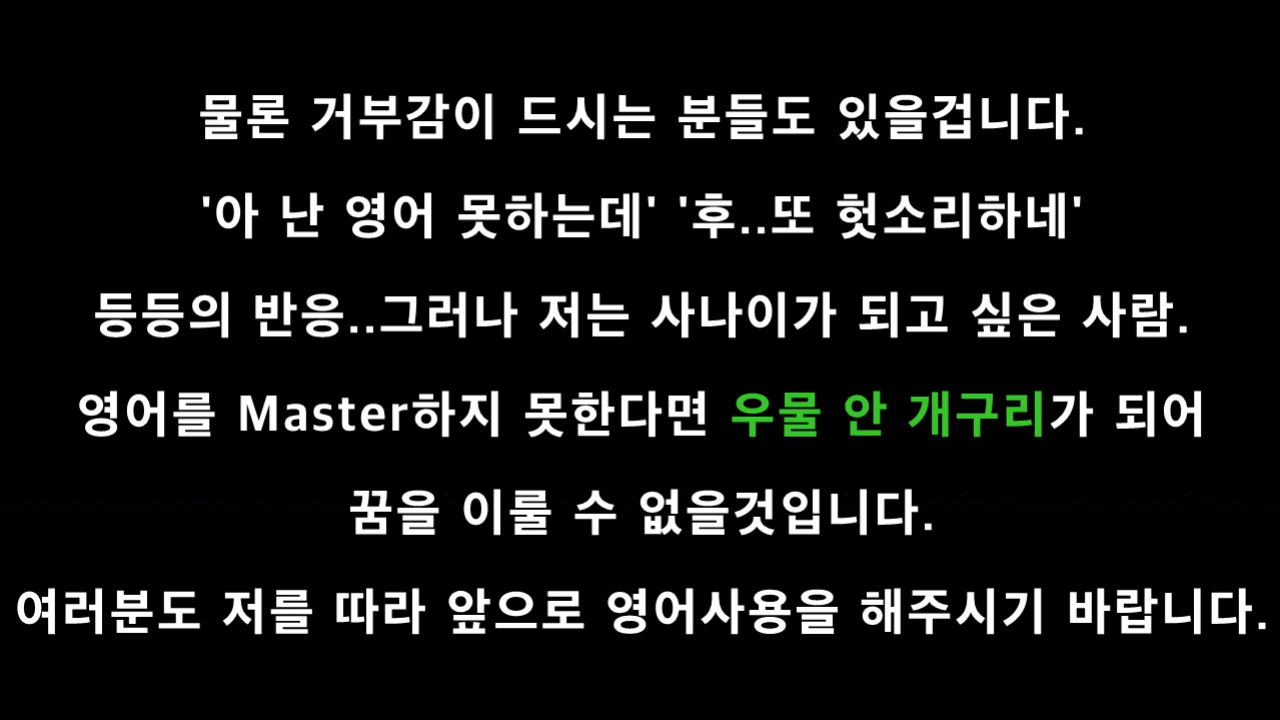 물론 거부감이 드시는 분들도 있을겁니다.
'아 난 영어 못하는데' '후..또 헛소리하네'
등등의 반응..그러나 저는 사나이가 되고 싶은 사람.
영어를 Master하지 못한다면 우물 안 개구리가 되어
꿈을 이룰 수 없을것입니다.
여러분도 저를 따라 앞으로 영어사용을 해주시기 바랍니다.